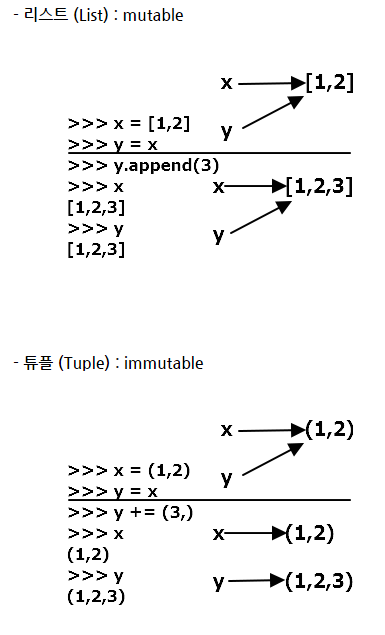 - 리스트 (List) : mutable
x [1,2]
>>> x = [1,2]
>>> y = x
y
>>> y.append(3)
>>> x
x [1,2,3]
[1,2,3]
>>> y
y
[1,2,3]
- 튜플 (Tuple) : immutable
x (1,2)
>>> x = (1,2)
>>> y = x
y
>>> y += (3,)
>>> x
x (1,2)
(1,2)
>>> y
y (1,2,3)
(1,2,3)